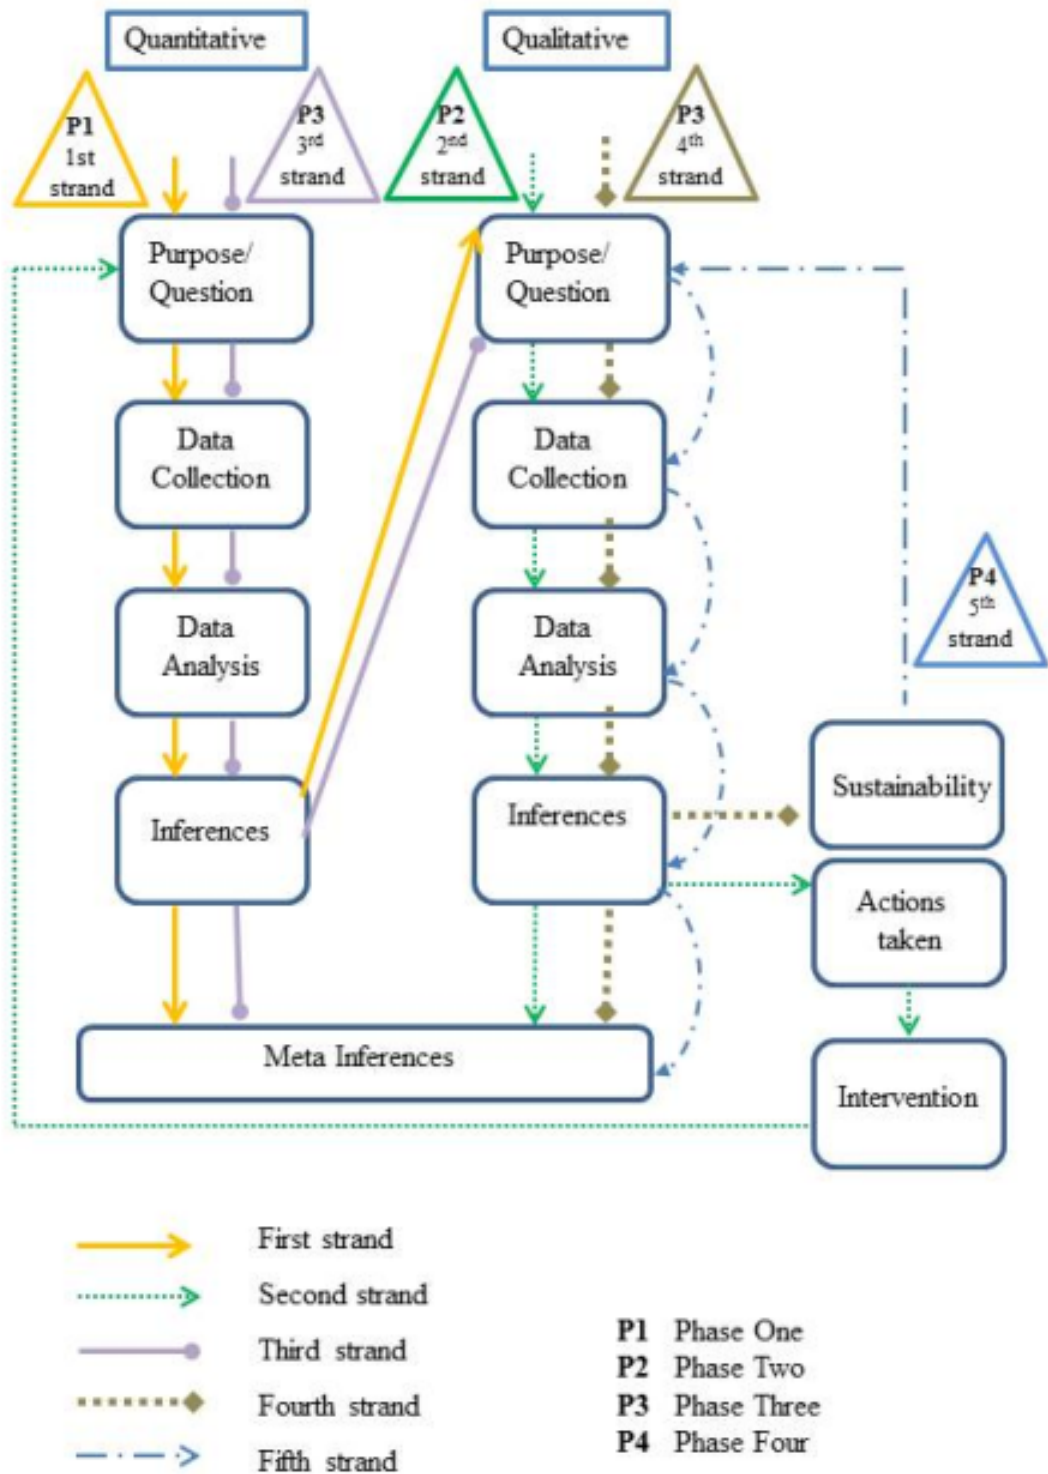 Quantitative
Qualitative
P1
1st
strand
P3
3rd
strand
P2
2nd
strand
P3
4th
strand
Purpose/
Question
Purpose/
Question
Data
Collection
Data
Collection
Data
Analysis
Data
Analysis
P4
5th
strand
Inferences
Inferences
Sustainability
Actions
taken
Meta Inferences
Intervention
First strand
Second strand
Third strand
Fourth strand
Fifth strand
P1 Phase One
P2 Phase Two
P3 Phase Three
P4 Phase Four